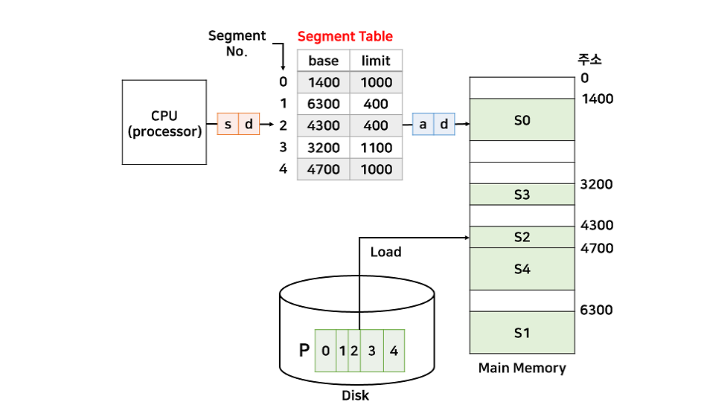 Segment No.
Segment Table
base limit
0 1400 1000
1 6300 400
2 4300 400
3 3200 1100
4 4700 1000
CPU
(processor)
s d
a d
주소
0
1400
S0
3200
S3
4300
S2
4700
S4
6300
S1
Main Memory
Load
P 0 1 2 3 4
Disk